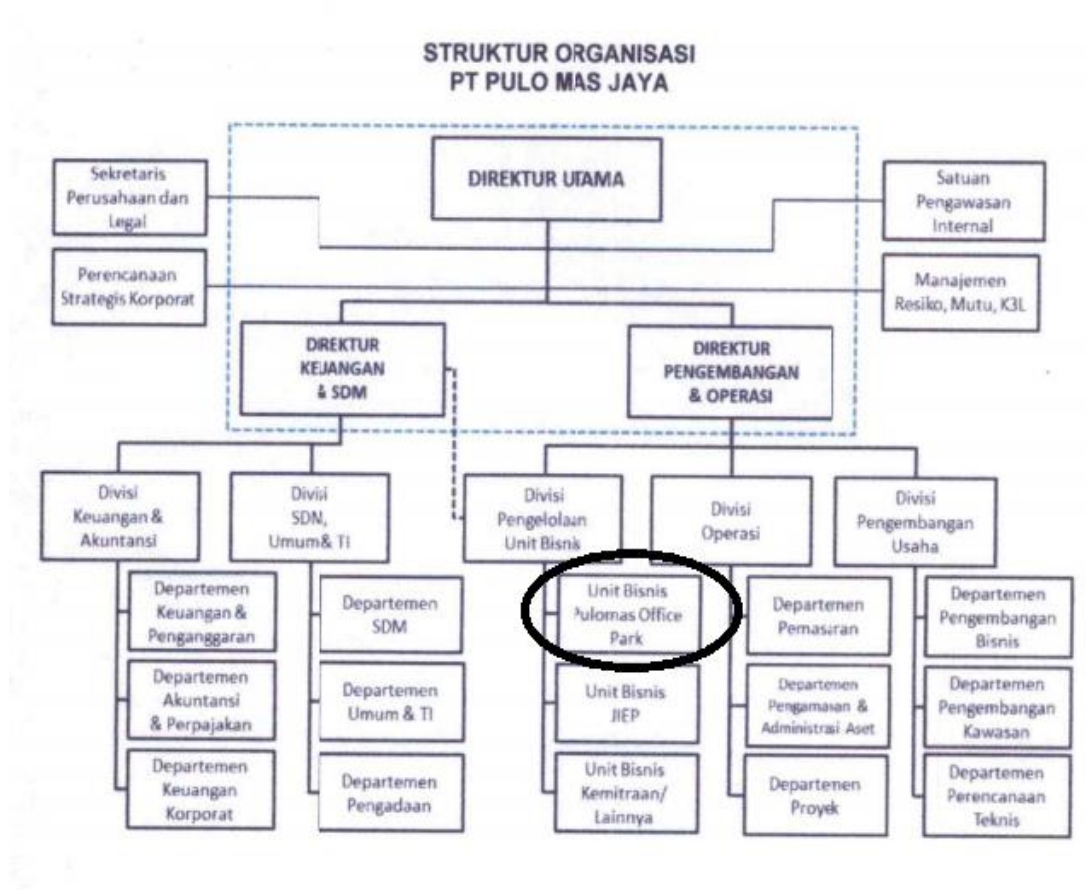 STRUKTUR ORGANISASI
PT PULO MAS JAYA
DIREKTUR UTAMA
Sekretaris
Perusahaan dan
Legal
Satuan
Pengawasan
Internal
Perencanaan
Strategis Korporat
Manajemen
Resiko, Mutu, K3L
DIREKTUR
KEJANGAN
& SDM
DIREKTUR
PENGEMBANGAN
& OPERASI
Divisi
Keuangan &
Akuntansi
Divisi
SDN,
Umum& TI
Divisi
Pengelolaan
Unit Bisnis
Divisi
Operasi
Divisi
Pengembangan
Usaha
Departemen
Keuangan &
Penganggaran
Departemen
SDM
Unit Bisnis
Pulomas Office
Park
Departemen
Pemasaran
Departemen
Pengembangan
Bisnis
Departemen
Akuntansi
& Perpajakan
Departemen
Umum & TI
Unit Bisnis
JIEP
Departemen
Pengamanan &
Administrasi Aset
Departemen
Pengembangan
Kawasan
Departemen
Keuangan
Korporat
Departemen
Pengadaan
Unit Bisnis
Kemitraan/
Lainnya
Departemen
Proyek
Departemen
Perencanaan
Teknis